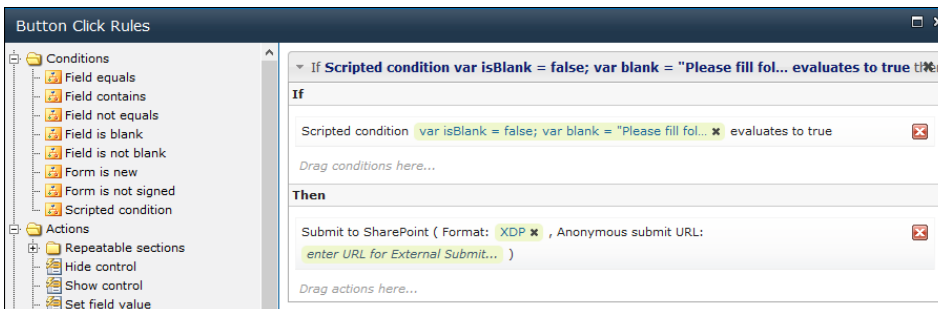 Button Click Rules
Conditions
Field equals
Field contains
Field not equals
Field is blank
Field is not blank
Form is new
Form is not signed
Scripted condition
Actions
Repeatable sections
Hide control
Show control
Set field value
If Scripted condition var isBlank = false; var blank = "Please fill fol... evaluates to true
If
Scripted condition var isBlank = false; var blank = "Please fill fol... evaluates to true
Drag conditions here...
Then
Submit to SharePoint ( Format: XDP , Anonymous submit URL:
enter URL for External Submit... )
Drag actions here...